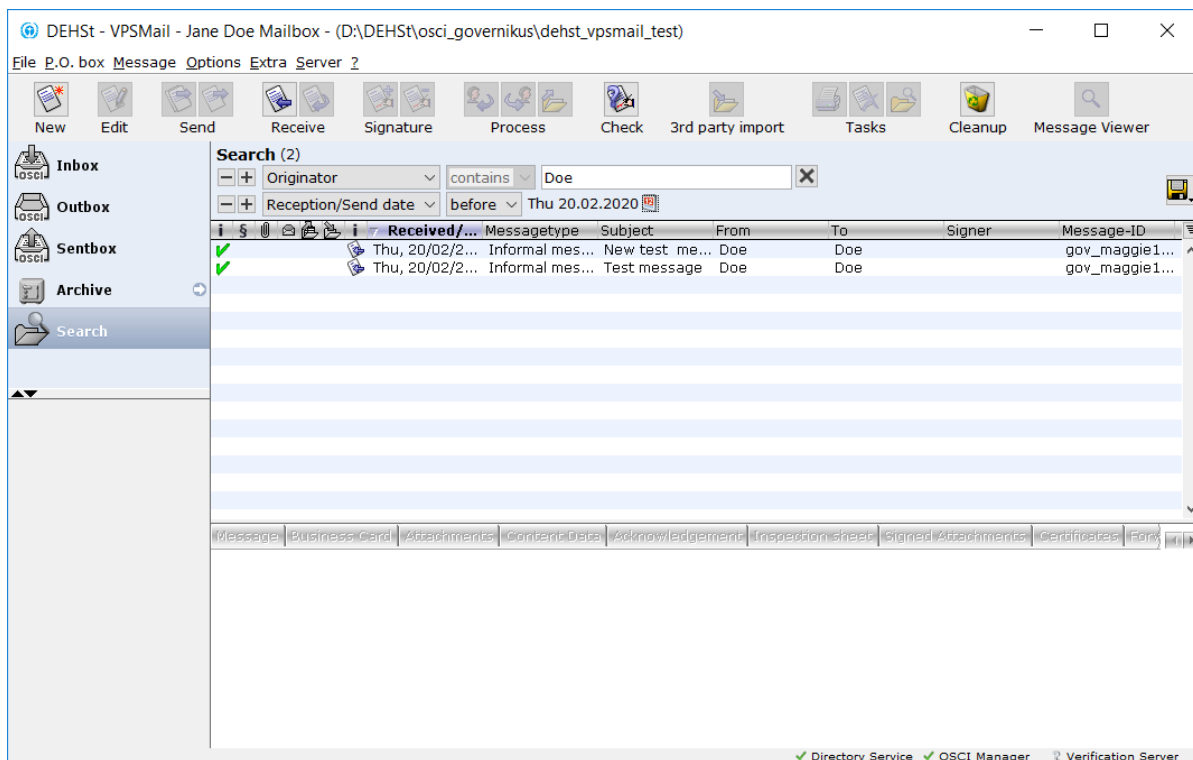 DEHSt - VPSMail - Jane Doe Mailbox - (D:\DEHSt\osci_governikus\dehst_vpsmail_test)
File P.O. box Message Options Extra Server ?
New Edit Send Receive Signature Process Check 3rd party import Tasks Cleanup Message Viewer
Inbox
Outbox
Sentbox
Archive
Search
Search (2)
Originator contains Doe
Reception/Send date before Thu 20.02.2020
i § i Received/... Messagetype Subject From To Signer Message-ID
Thu, 20/02/2... Informal mes... New test me... Doe Doe gov_maggie1...
Thu, 20/02/2... Informal mes... Test message Doe Doe gov_maggie1...
Message Business Card Attachments Content Data Acknowledgement Inspection sheet Signed Attachments Certificates Forv
Directory Service OSCI Manager ? Verification Server